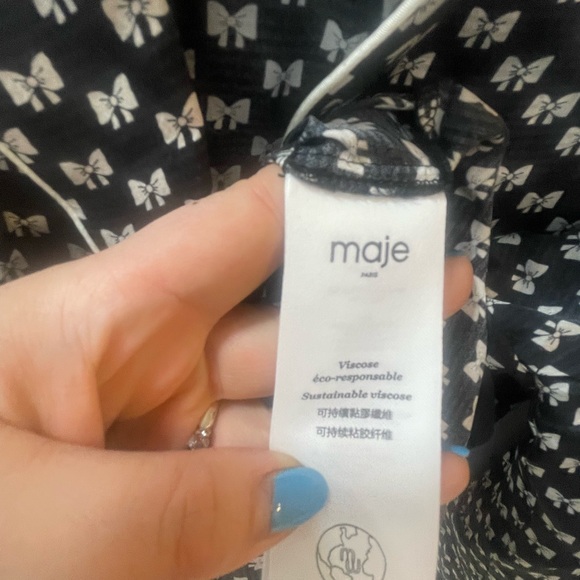 maje
PARIS
Viscose
éco-responsable
Sustainable viscose
可持續黏膠纖維
可持续粘胶纤维